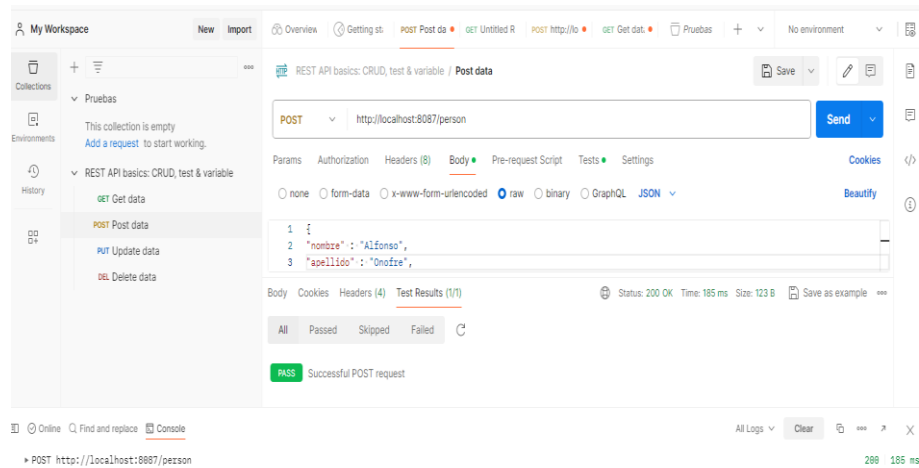 My Workspace New Import Overview Getting st POST Post da GET Untitled R POST http://lo GET Get dat. Pruebas No environment
Collections
Environments
History
Pruebas
This collection is empty
Add a request to start working.
REST API basics: CRUD, test & variable
GET Get data
POST Post data
PUT Update data
DEL Delete data
HTTP REST API basics: CRUD, test & variable / Post data Save
POST http://localhost:8087/person Send
Params Authorization Headers (8) Body Pre-request Script Tests Settings Cookies
none form-data x-www-form-urlencoded raw binary GraphQL JSON Beautify
1 {
2 "nombre" : "Alfonso",
3 "apellido" : "Onofre",
Body Cookies Headers (4) Test Results (1/1) Status: 200 OK Time: 185 ms Size: 123 B Save as example
All Passed Skipped Failed
PASS Successful POST request
Online Find and replace Console All Logs Clear
POST http://localhost:8087/person 200 185 ms